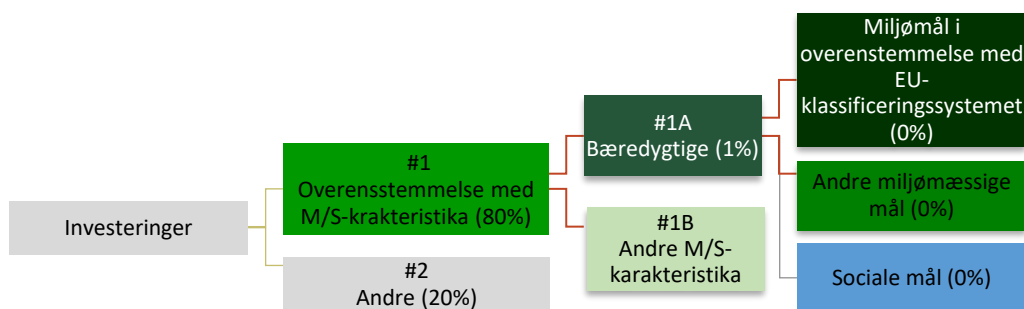 Investeringer
#1
Overensstemmelse med
M/S-krakteristika (80%)
#2
Andre (20%)
#1A
Bæredygtige (1%)
#1B
Andre M/S-
karakteristika
Miljømål i
overenstemmelse med
EU-
klassificeringssystemet
(0%)
Andre miljømæssige
mål (0%)
Sociale mål (0%)